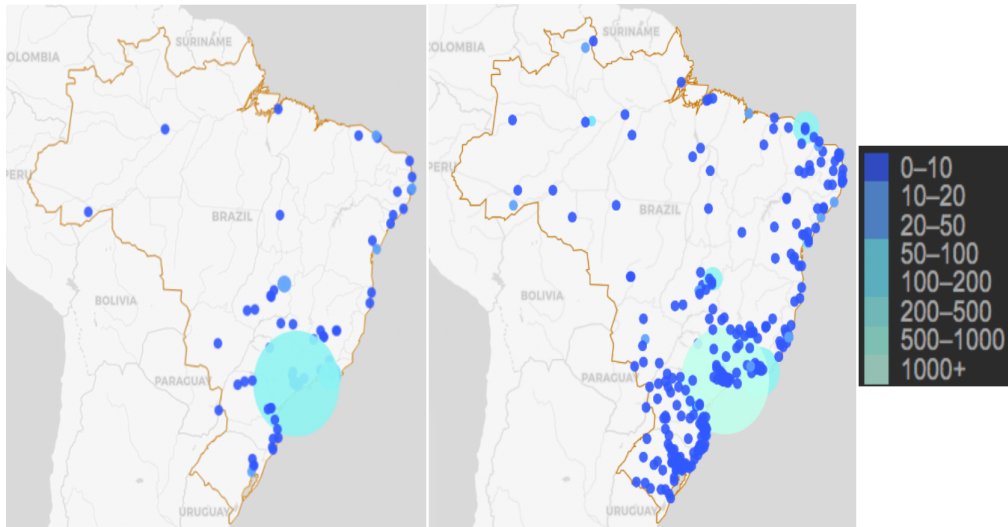 SURINAME
COLOMBIA
PERU
BRAZIL
BOLIVIA
PARAGUAY
URUGUAY
SURINAME
COLOMBIA
PERU
BRAZIL
BOLIVIA
PARAGUAY
URUGUAY
0–10
10–20
20–50
50–100
100–200
200–500
500–1000
1000+